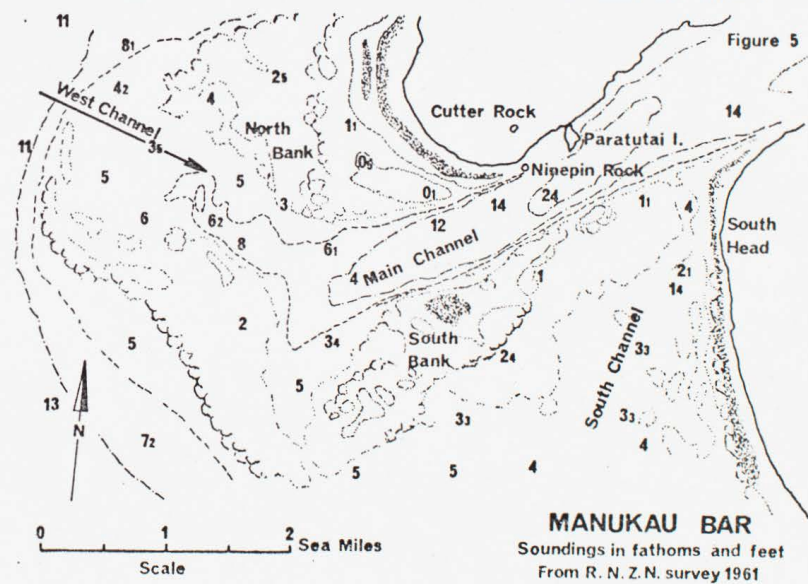 11
8₁
Figure 5
4₂
2₅
West Channel
4
1₁
14
North
Bank
Cutter Rock
Paratutai I.
11
3₅
0₉
Ninepin Rock
5
5
0₁
2₄
1₁
3
14
4
6
6₂
12
South
Head
8
6₁
Main Channel
4
1
2₁
1₄
2
3₄
South
Bank
5
2₄
3₃
South Channel
5
13
N
3₃
3₃
7₂
4
5
5
4
0
1
2
Sea Miles
Scale
MANUKAU BAR
Soundings in fathoms and feet
From R. N. Z. N. survey 1961